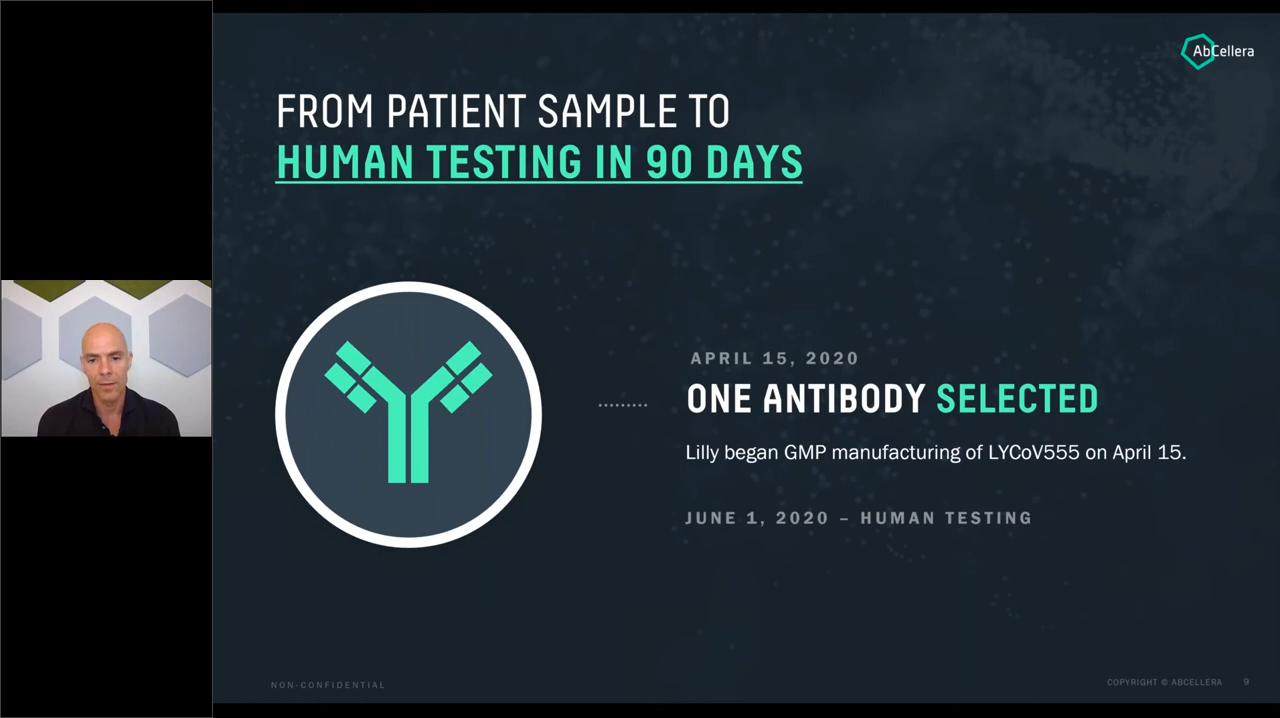 AbCellera
FROM PATIENT SAMPLE TO
HUMAN TESTING IN 90 DAYS
APRIL 15, 2020
ONE ANTIBODY SELECTED
Lilly began GMP manufacturing of LYCoV555 on April 15.
JUNE 1, 2020 – HUMAN TESTING
NON-CONFIDENTIAL
COPYRIGHT © ABCELLERA 9